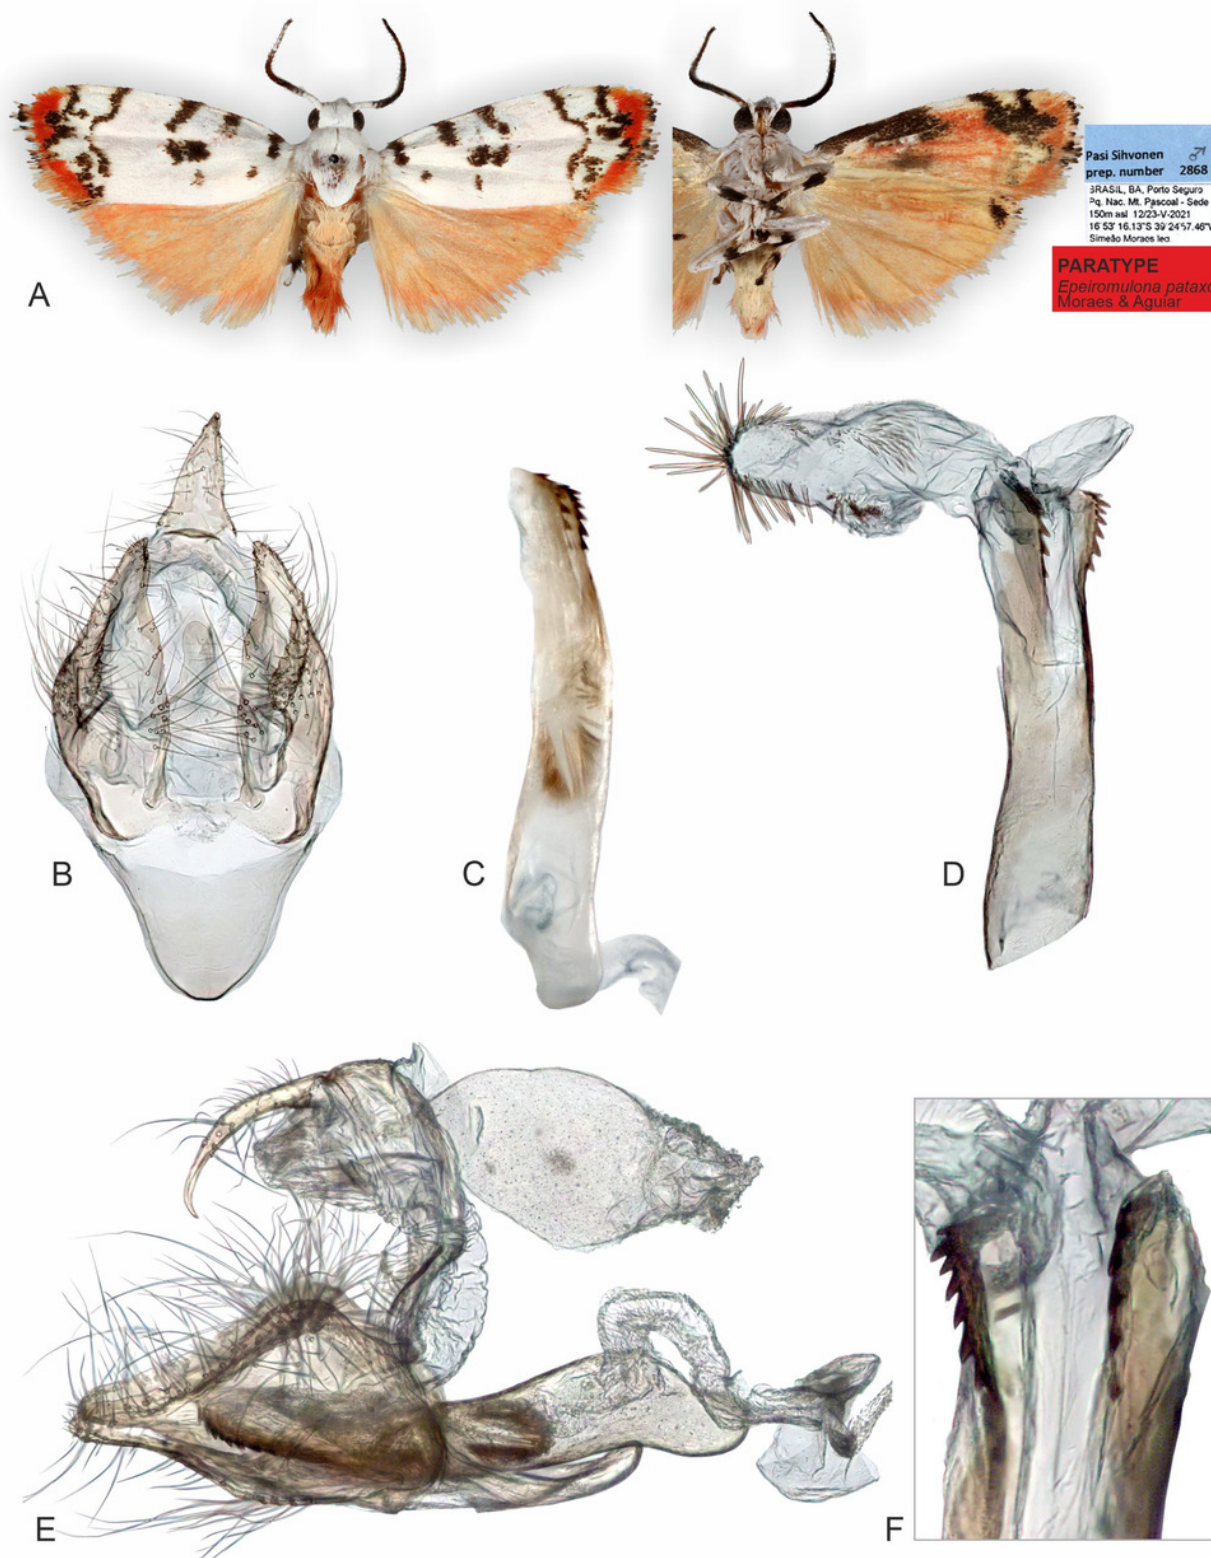 A
Pasi Sihvonen ♂
prep. number 2868
BRASIL, BA, Porto Seguro
Pq. Nac. Mt. Pascoal - Sede
150m asl 12/23-V-2021
16°53'16.13"S 39°24'57.46"W
Simeão Moraes leg.
PARATYPE
Epeiromulona pataxo
Moraes & Aguiar
B
C
D
E
F